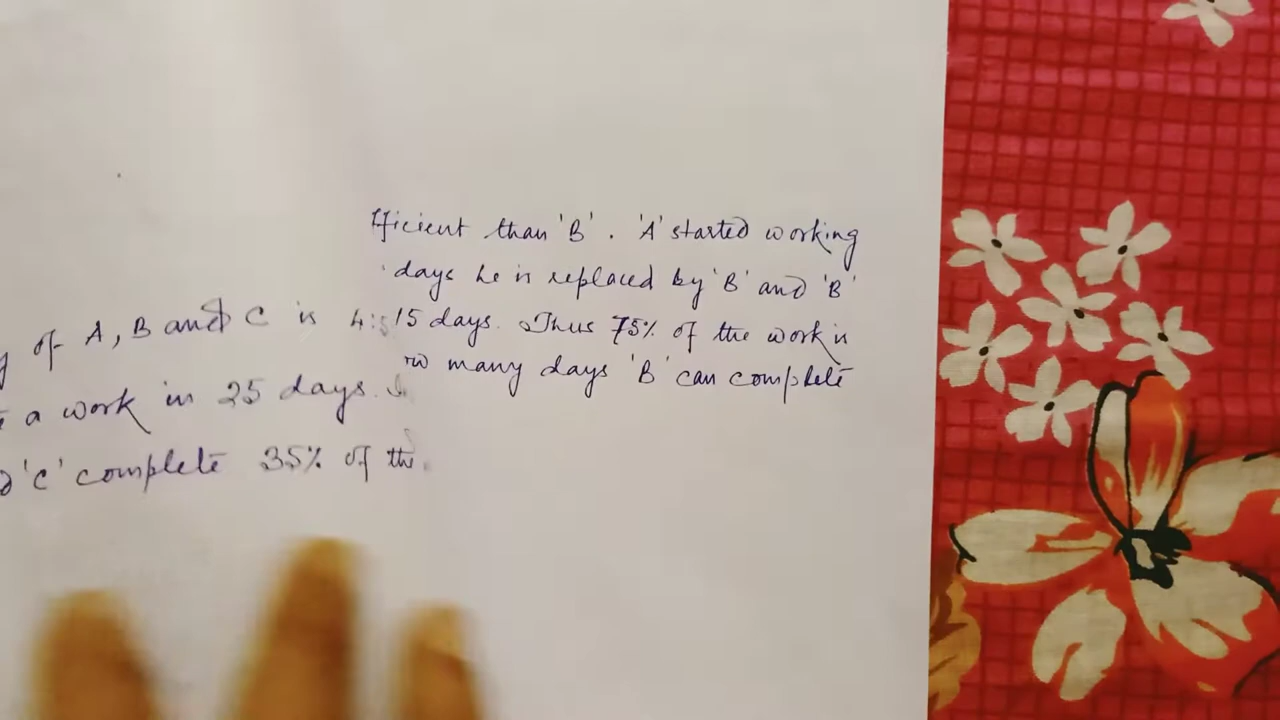 fficient than 'B'. 'A' started working
days he is replaced by 'B' and 'B'
15 days. Thus 75% of the work is
many days 'B' can complete
of A, B and C is 4:5
a work in 25 days.
'C' complete 35% of the